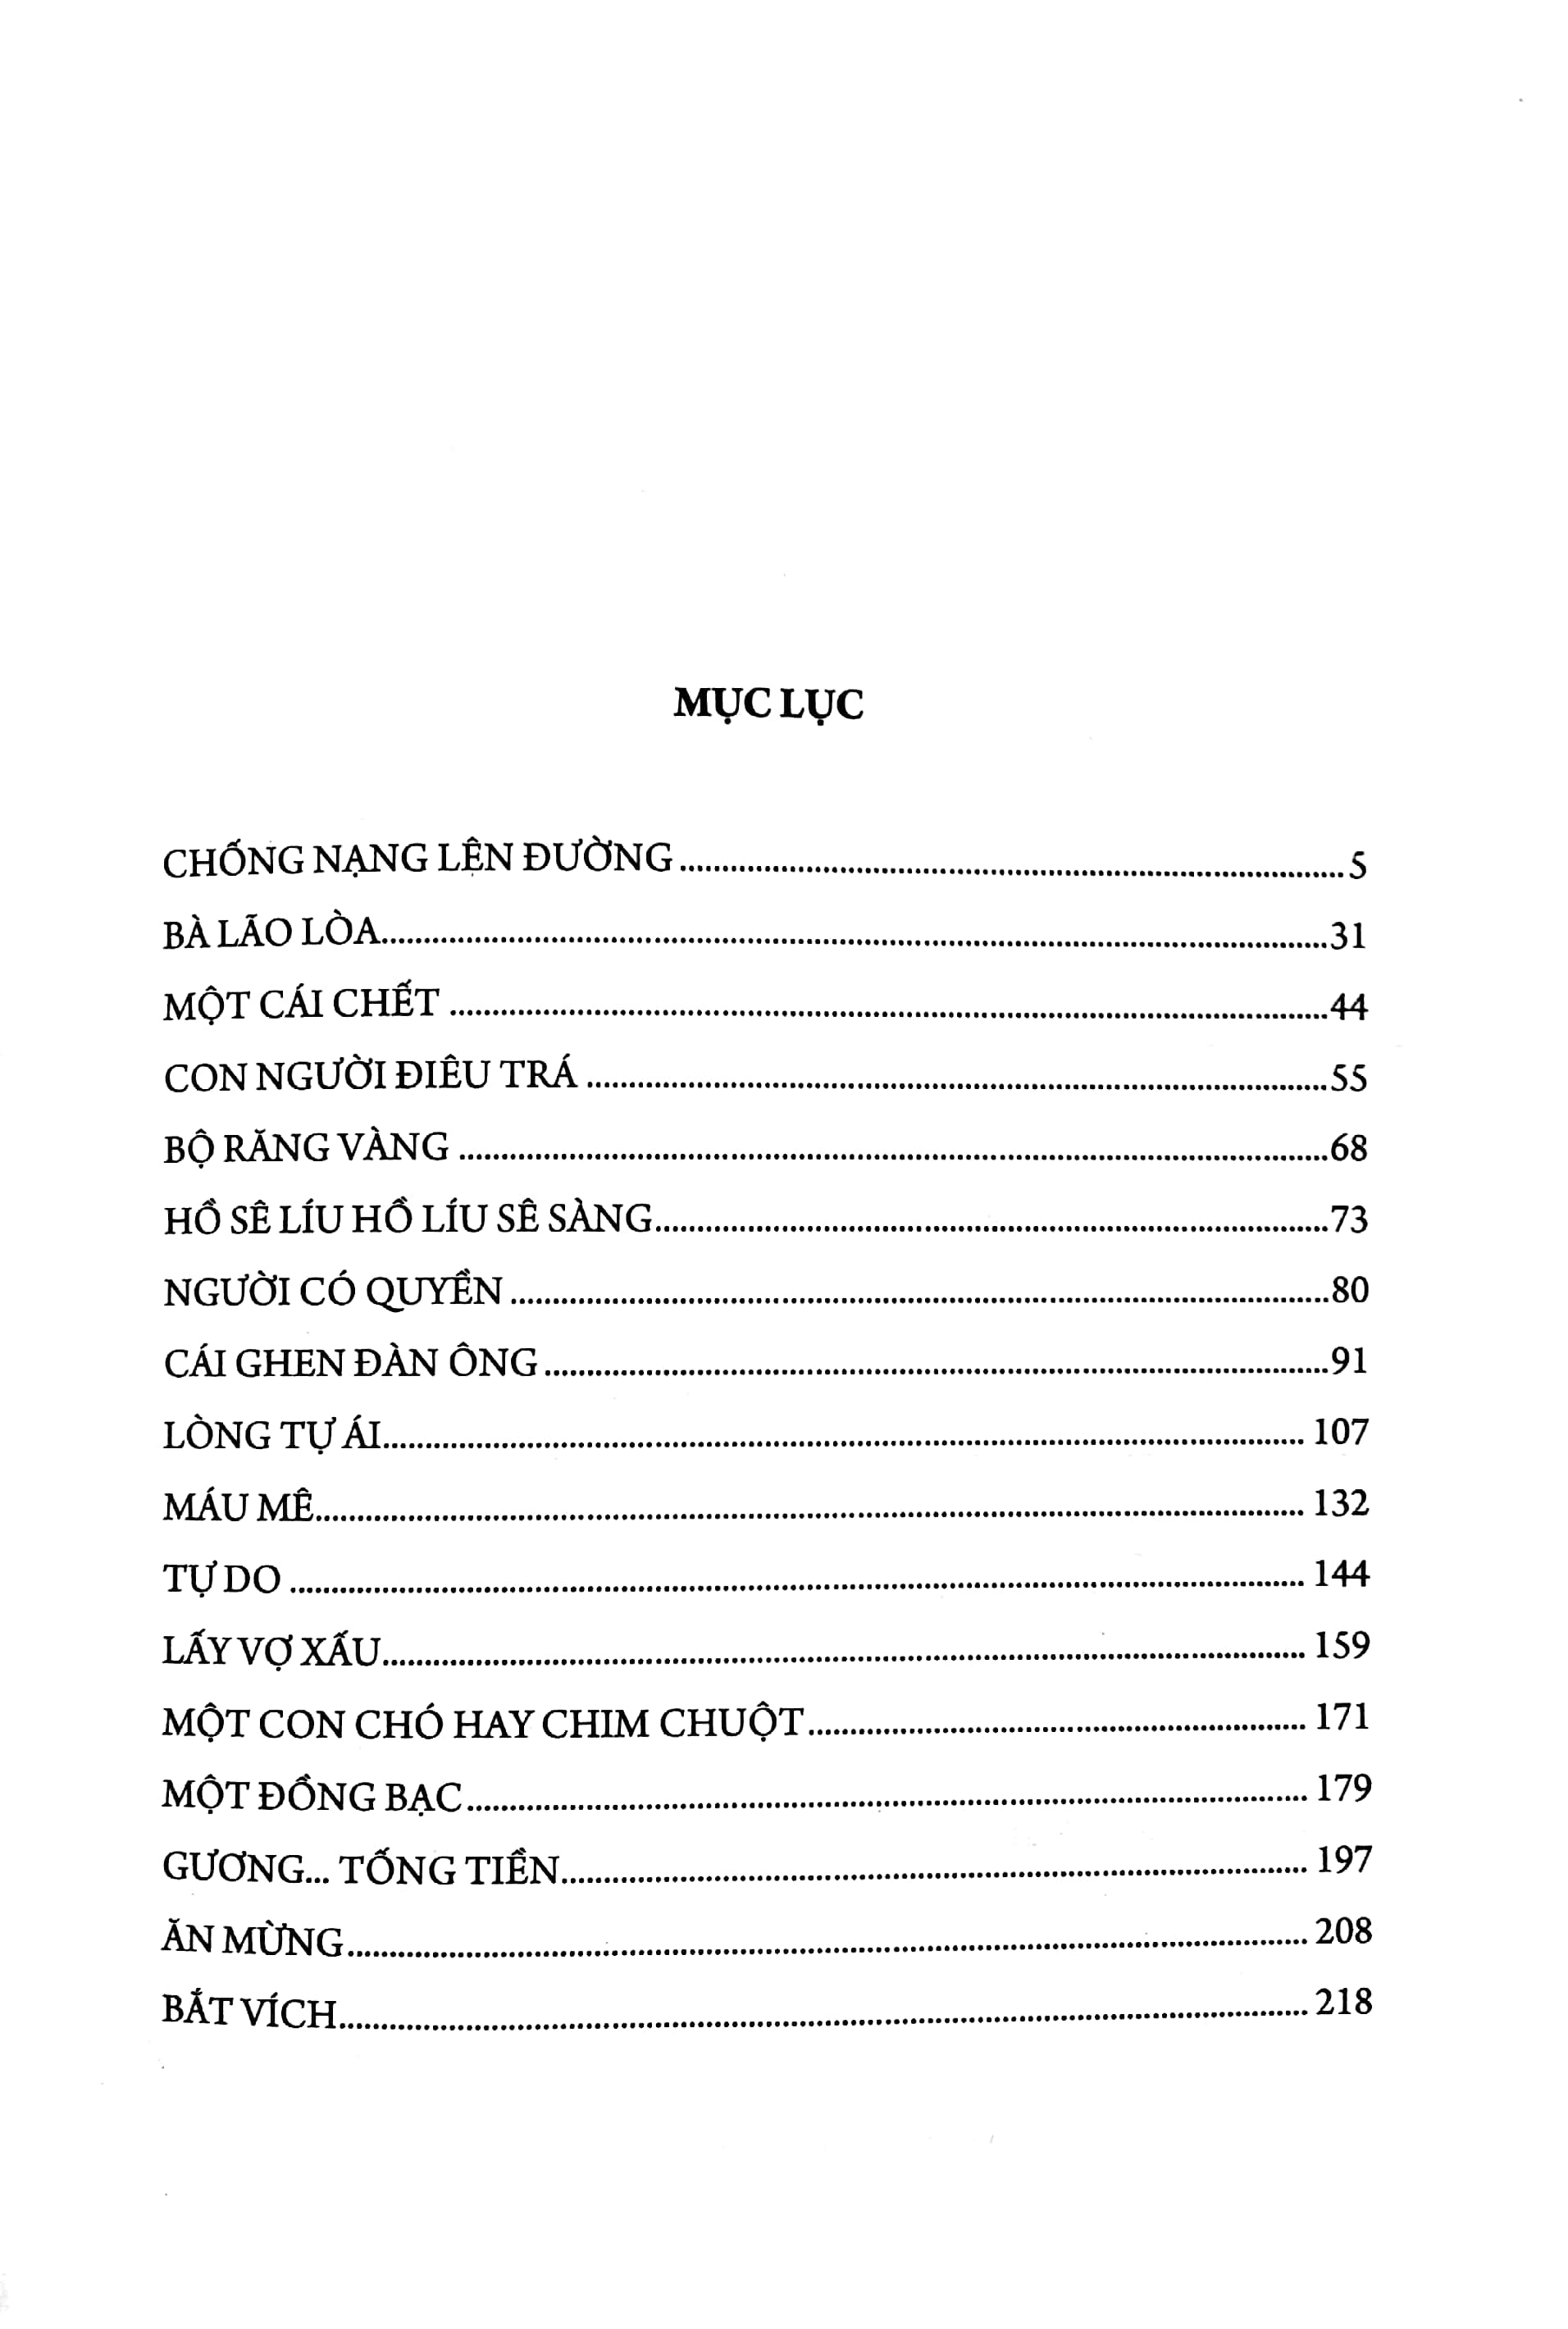 MỤC LỤC
CHỐNG NẠNG LÊN ĐƯỜNG.....5
BÀ LÃO LÒA.....31
MỘT CÁI CHẾT.....44
CON NGƯỜI ĐIÊU TRÁ.....55
BỘ RĂNG VÀNG.....68
HỒ SÊ LÍU HỒ LÍU SÊ SÀNG.....73
NGƯỜI CÓ QUYỀN.....80
CÁI GHEN ĐÀN ÔNG.....91
LÒNG TỰ ÁI..... 107
MÁU MÊ..... 132
TỰ DO..... 144
LẤY VỢ XẤU..... 159
MỘT CON CHÓ HAY CHIM CHUỘT..... 171
MỘT ĐỒNG BẠC..... 179
GƯƠNG... TỐNG TIỀN..... 197
ĂN MỪNG..... 208
BẮT VÍCH..... 218